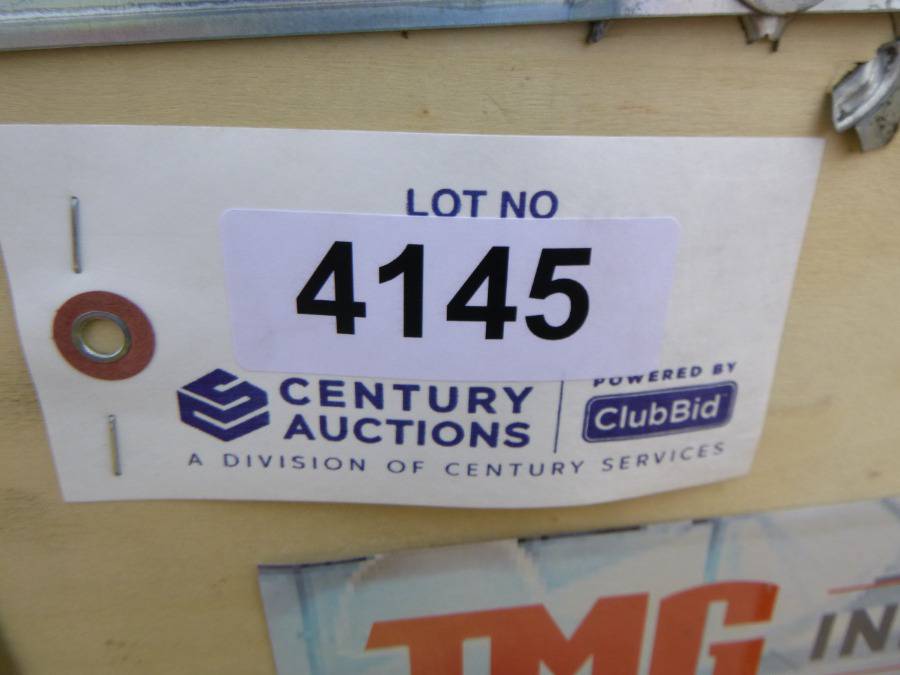 LOT NO
4145
CENTURY
AUCTIONS
POWERED BY
ClubBid
A DIVISION OF CENTURY SERVICES
TMG